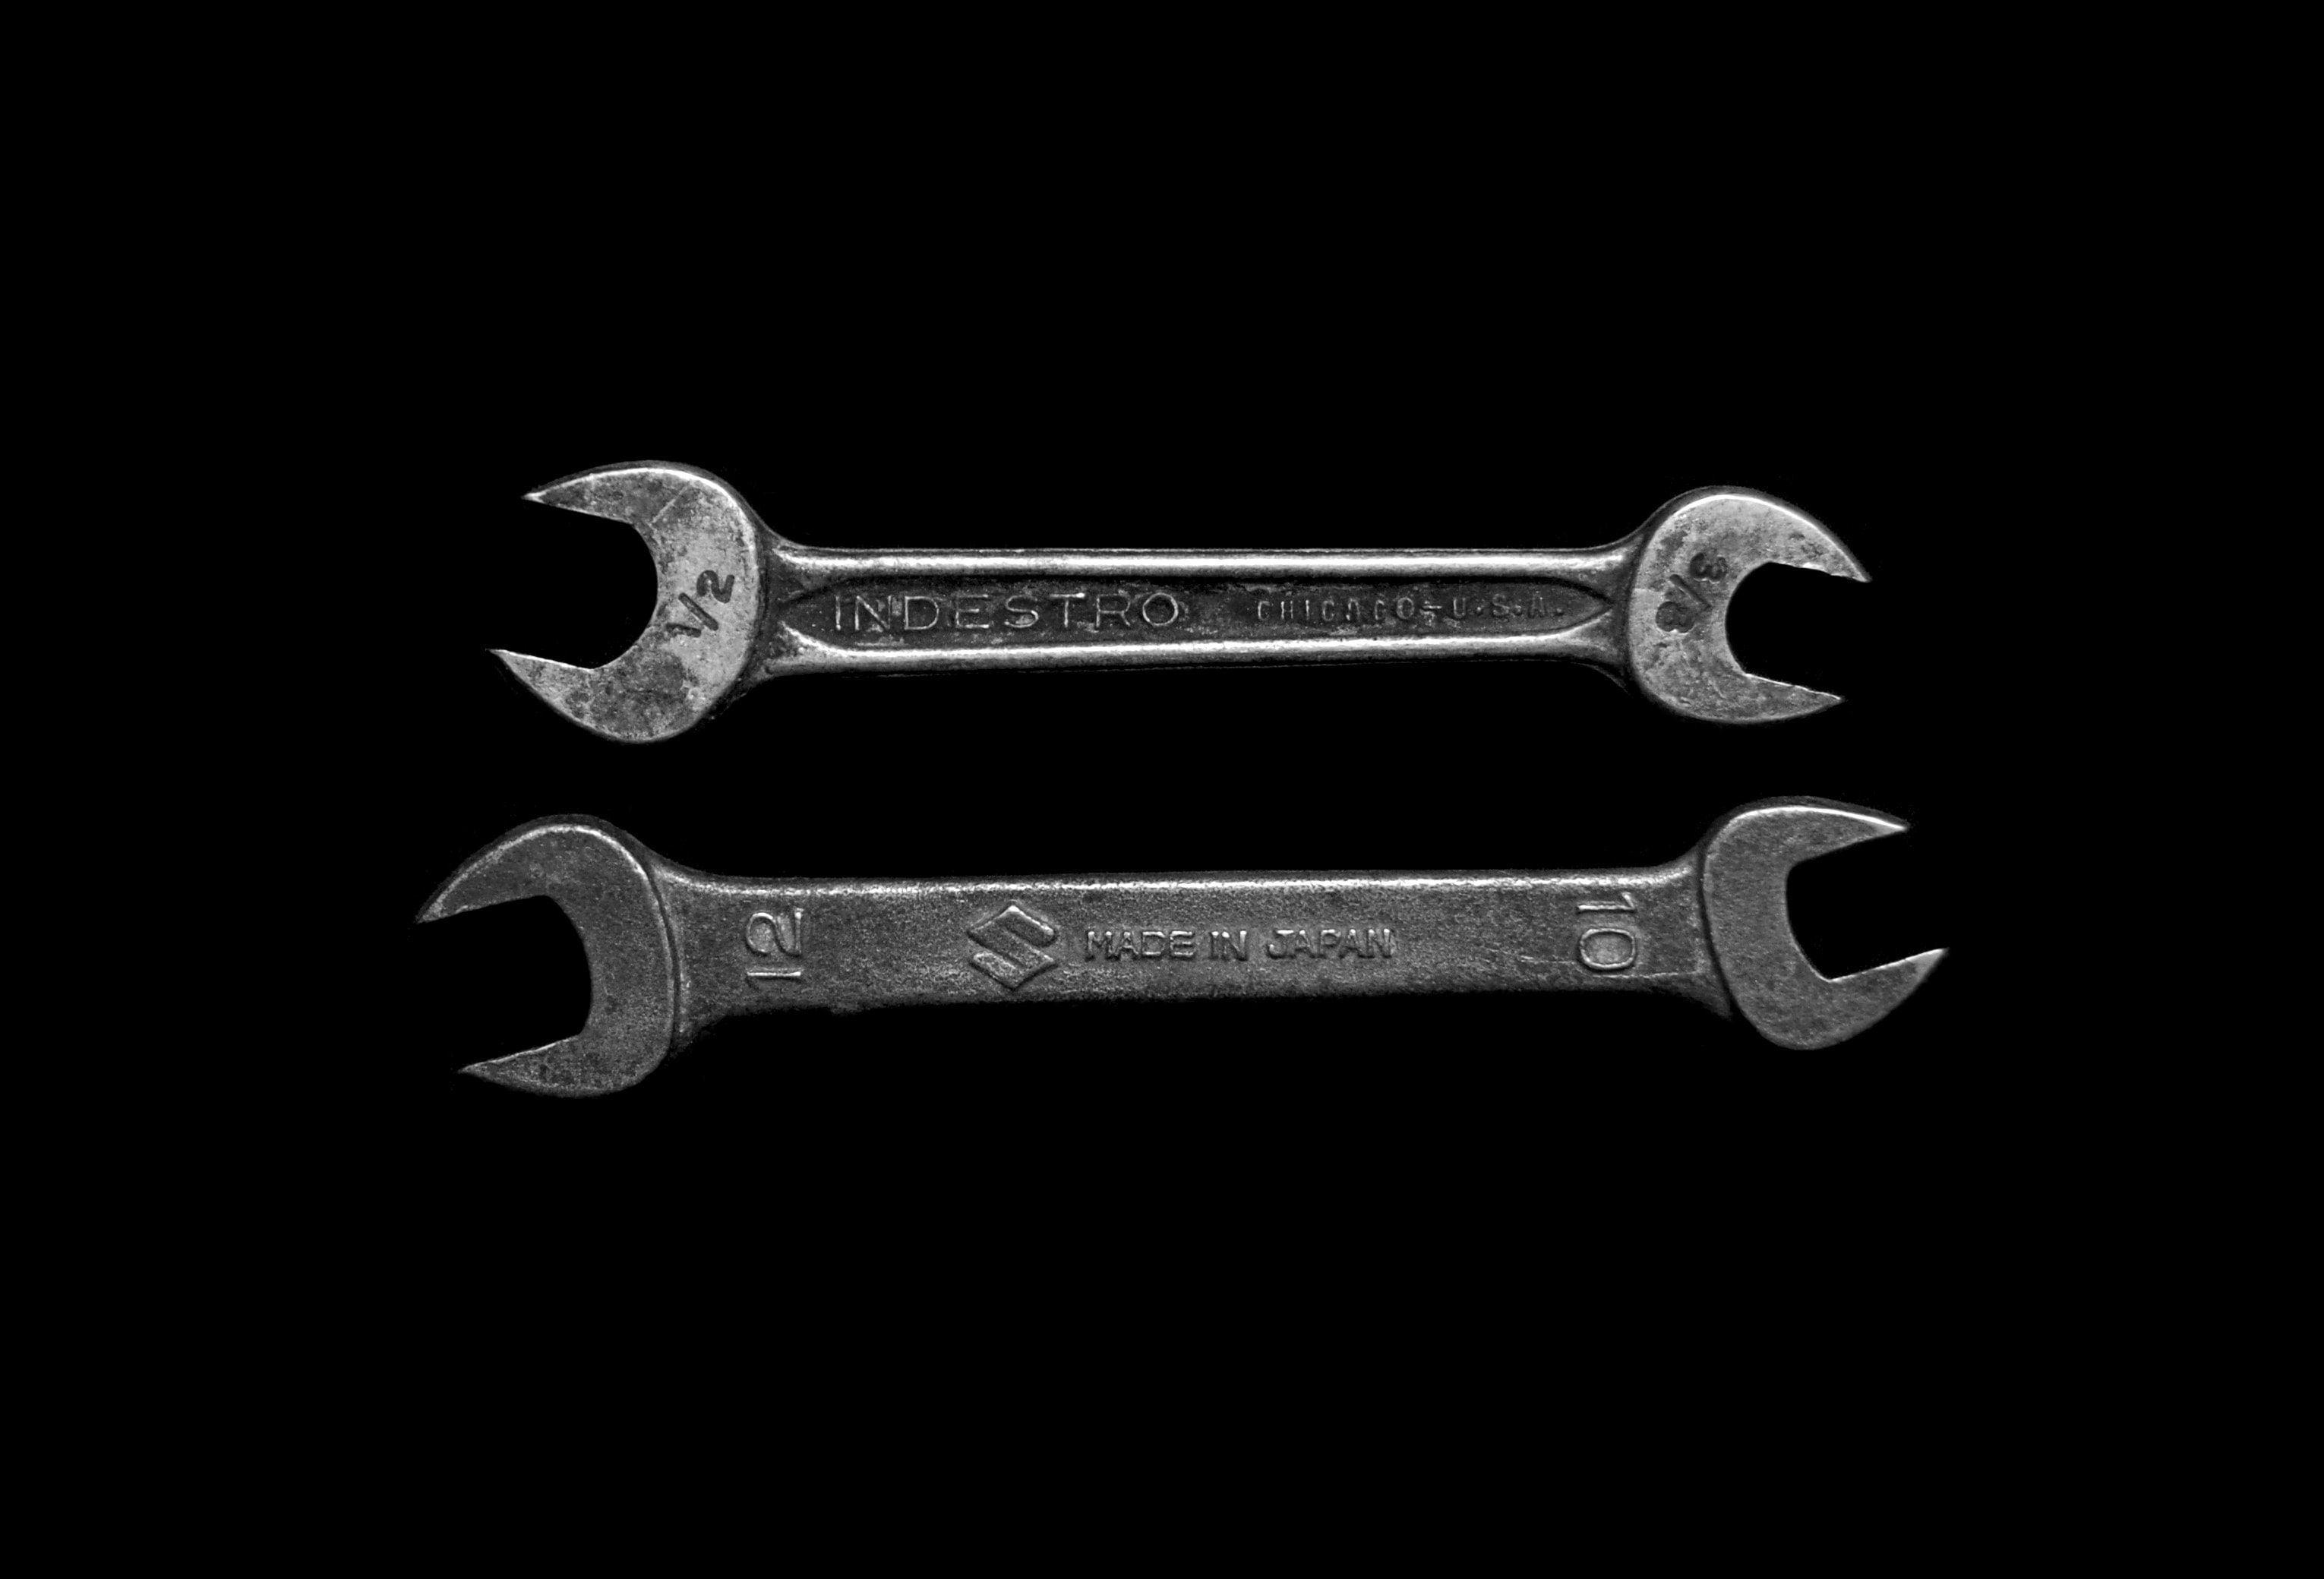 1/2 INDESTRO CHICAGO-U.S.A. 3/8
12 MADE IN JAPAN 10